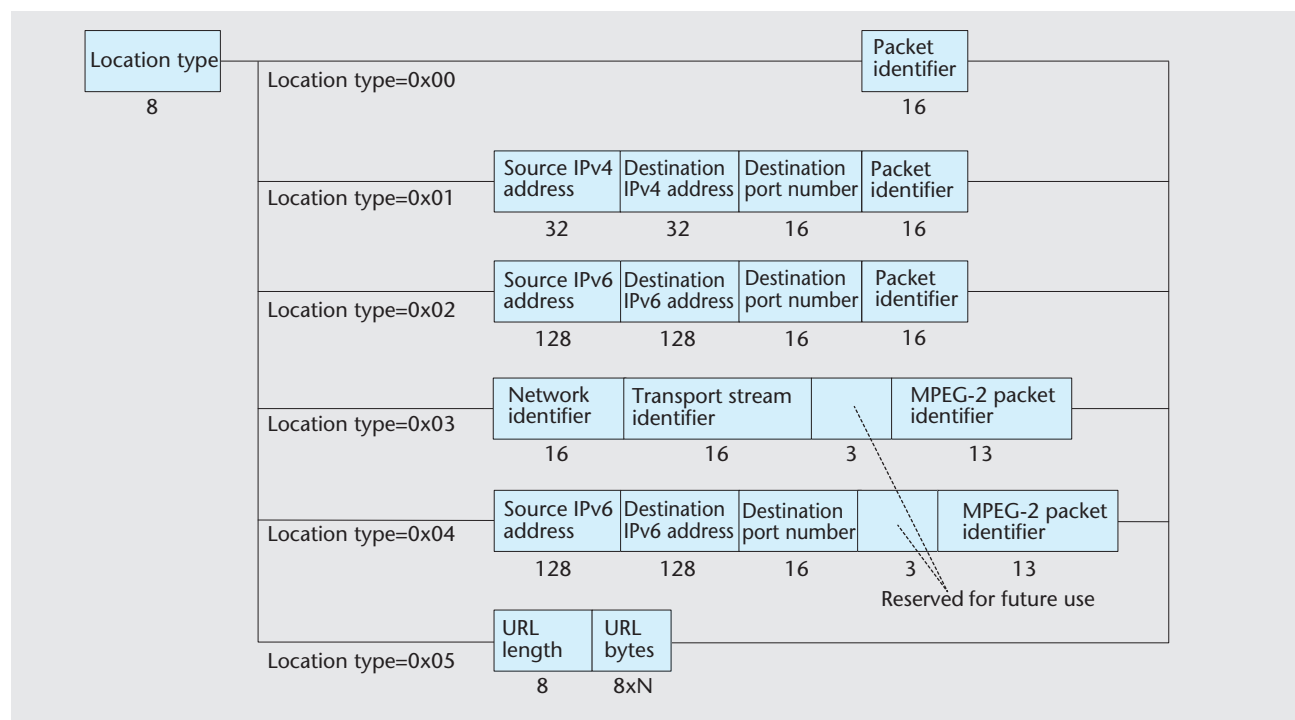 Location type
8
Location type=0x00
Packet
identifier
16
Location type=0x01
Source IPv4
address
32
Destination
IPv4 address
32
Destination
port number
16
Packet
identifier
16
Location type=0x02
Source IPv6
address
128
Destination
IPv6 address
128
Destination
port number
16
Packet
identifier
16
Location type=0x03
Network
identifier
16
Transport stream
identifier
16
3
MPEG-2 packet
identifier
13
Location type=0x04
Source IPv6
address
128
Destination
IPv6 address
128
Destination
port number
16
3
MPEG-2 packet
identifier
13
Reserved for future use
Location type=0x05
URL
length
8
URL
bytes
8xN